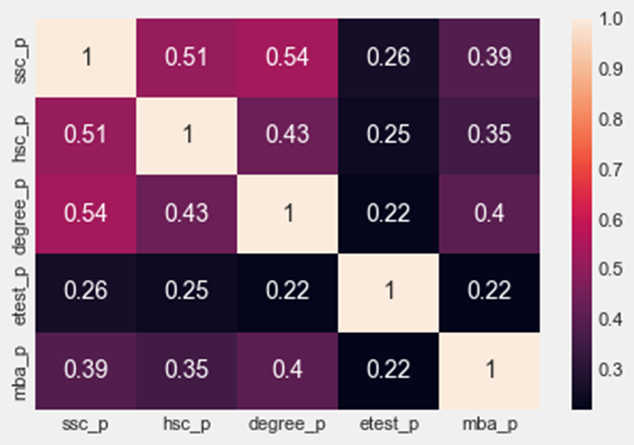 ssc_p 1 0.51 0.54 0.26 0.39
hsc_p 0.51 1 0.43 0.25 0.35
degree_p 0.54 0.43 1 0.22 0.4
etest_p 0.26 0.25 0.22 1 0.22
mba_p 0.39 0.35 0.4 0.22 1
ssc_p hsc_p degree_p etest_p mba_p
1.0
0.9
0.8
0.7
0.6
0.5
0.4
0.3